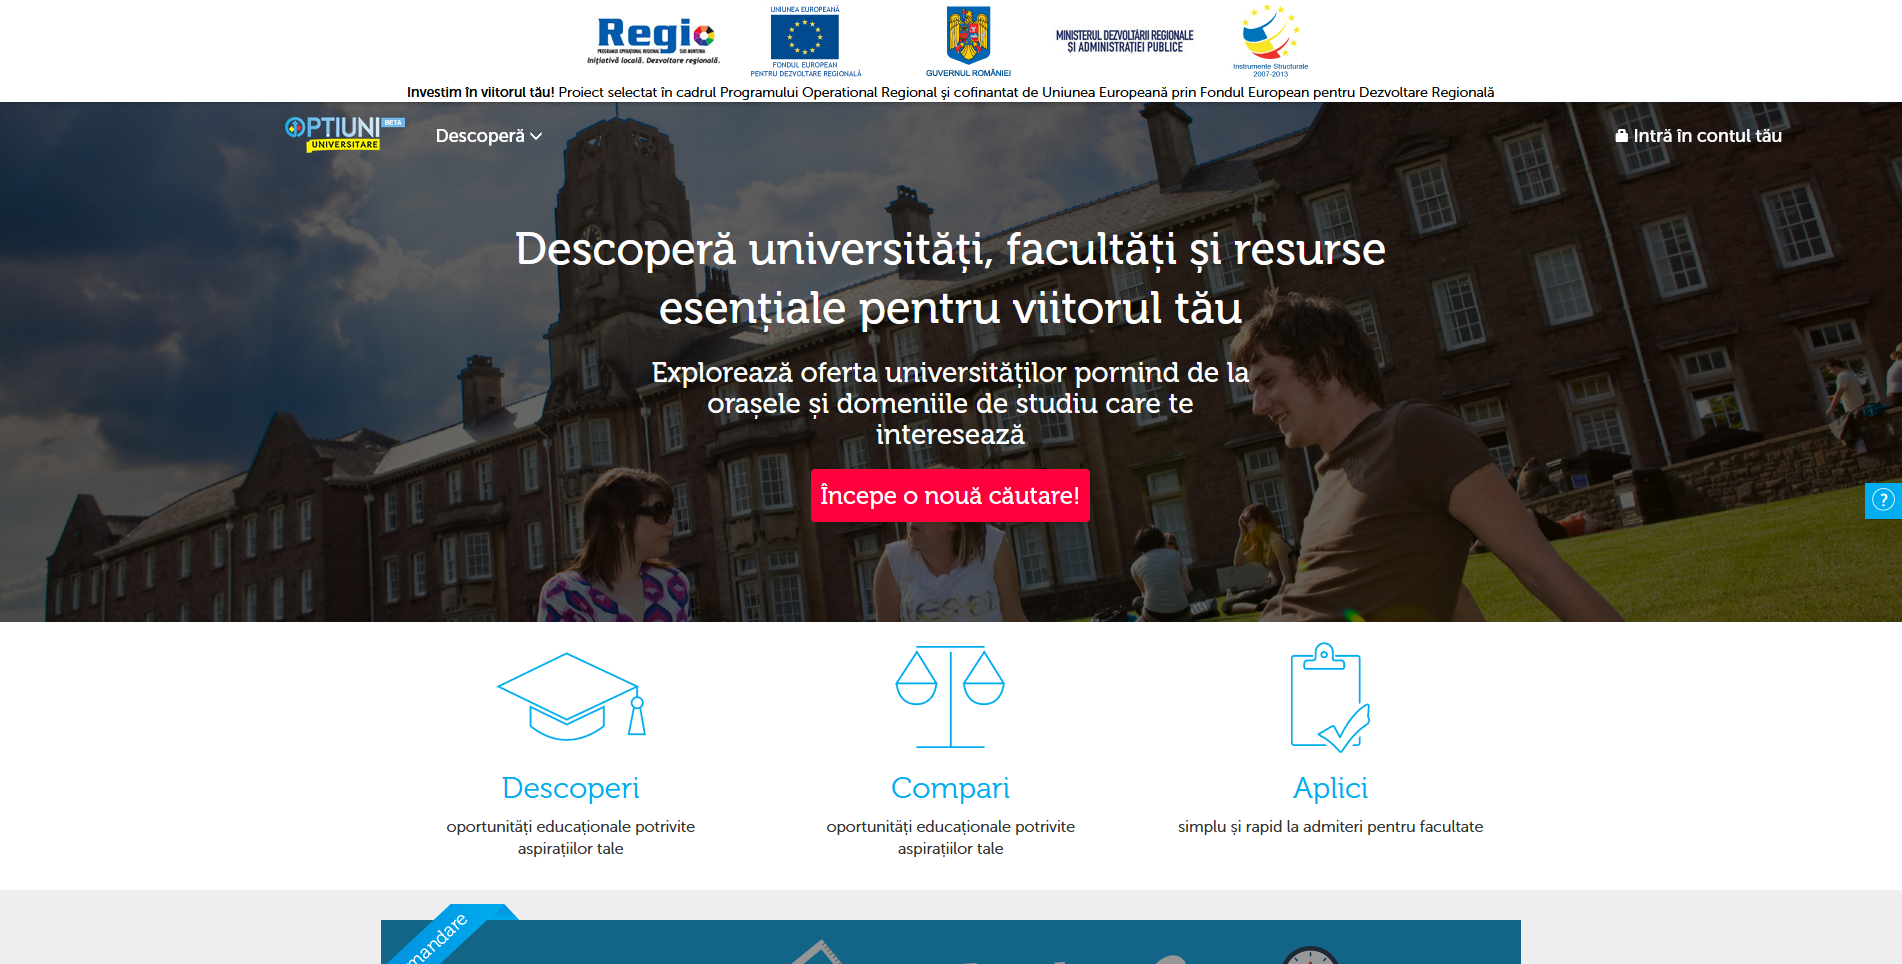 Regio
PROGRAMUL OPERAȚIONAL REGIONAL SUD MUNTENIA
Inițiativă locală. Dezvoltare regională.
UNIUNEA EUROPEANĂ
FONDUL EUROPEAN
PENTRU DEZVOLTARE REGIONALĂ
GUVERNUL ROMÂNIEI
MINISTERUL DEZVOLTĂRII REGIONALE
ȘI ADMINISTRAȚIEI PUBLICE
Instrumente Structurale
2007-2013
Investim în viitorul tău! Proiect selectat în cadrul Programului Operational Regional şi cofinantat de Uniunea Europeană prin Fondul European pentru Dezvoltare Regională
OPTIUNI BETA
UNIVERSITARE
Descoperă
Intră în contul tău
Descoperă universități, facultăți și resurse
esențiale pentru viitorul tău
Explorează oferta universităților pornind de la
orașele și domeniile de studiu care te
interesează
Începe o nouă căutare!
?
Descoperi
oportunități educaționale potrivite
aspirațiilor tale
Compari
oportunități educaționale potrivite
aspirațiilor tale
Aplici
simplu și rapid la admiteri pentru facultate
mandare